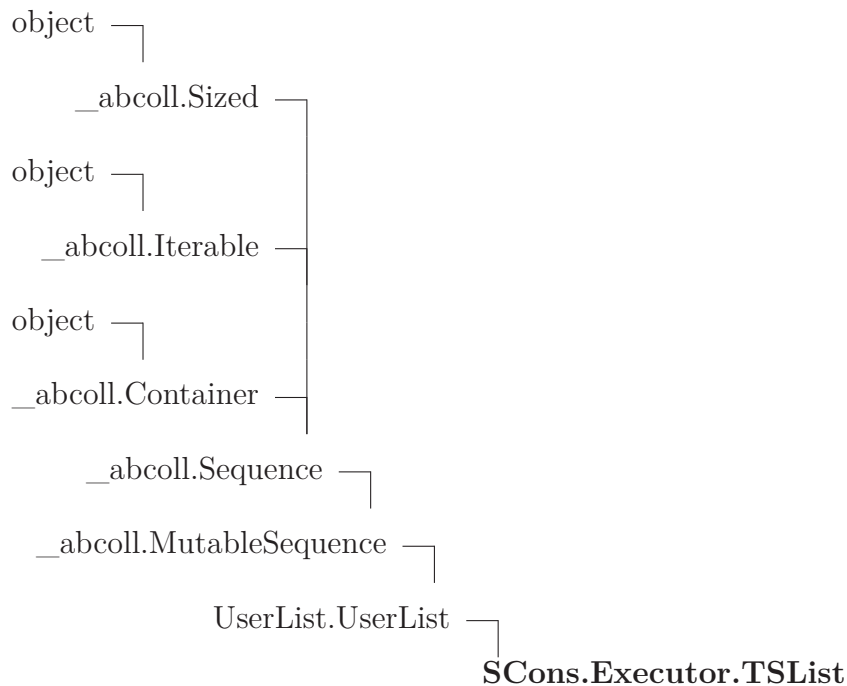 object
_abcoll.Sized
object
_abcoll.Iterable
object
_abcoll.Container
_abcoll.Sequence
_abcoll.MutableSequence
UserList.UserList
SCons.Executor.TSList